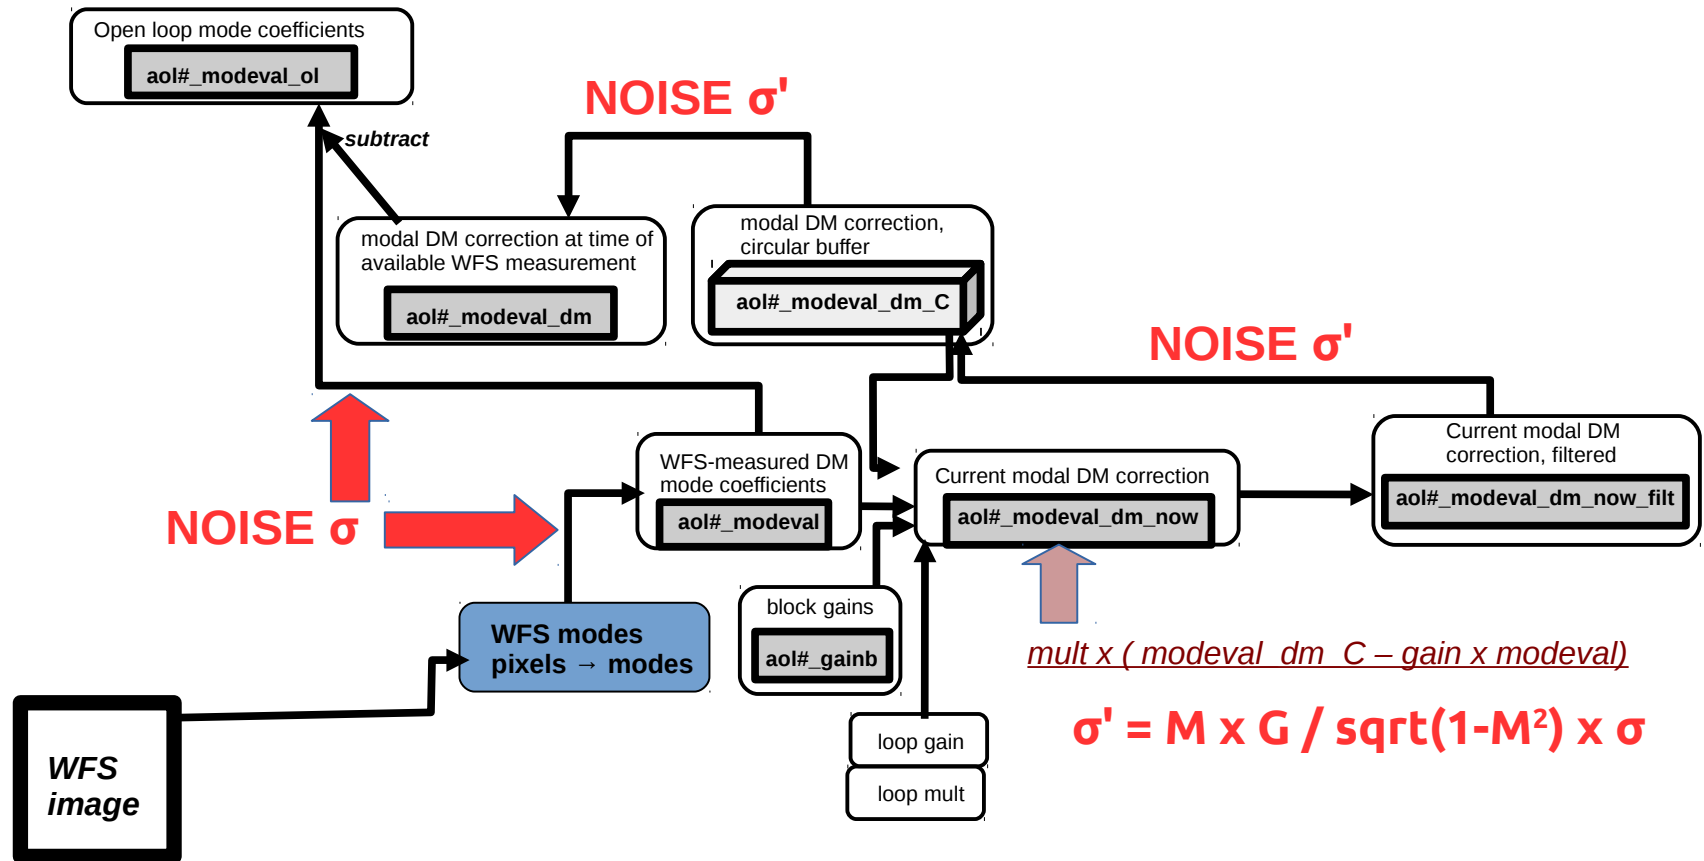 Open loop mode coefficients
aol#_modeval_ol
NOISE σ'
subtract
modal DM correction at time of
available WFS measurement
aol#_modeval_dm
modal DM correction,
circular buffer
aol#_modeval_dm_C
NOISE σ'
WFS-measured DM
mode coefficients
aol#_modeval
Current modal DM correction
aol#_modeval_dm_now
Current modal DM
correction, filtered
aol#_modeval_dm_now_filt
NOISE σ
block gains
aol#_gainb
WFS modes
pixels → modes
mult x ( modeval_dm_C – gain x modeval)
σ' = M x G / sqrt(1-M²) x σ
loop gain
loop mult
WFS
image